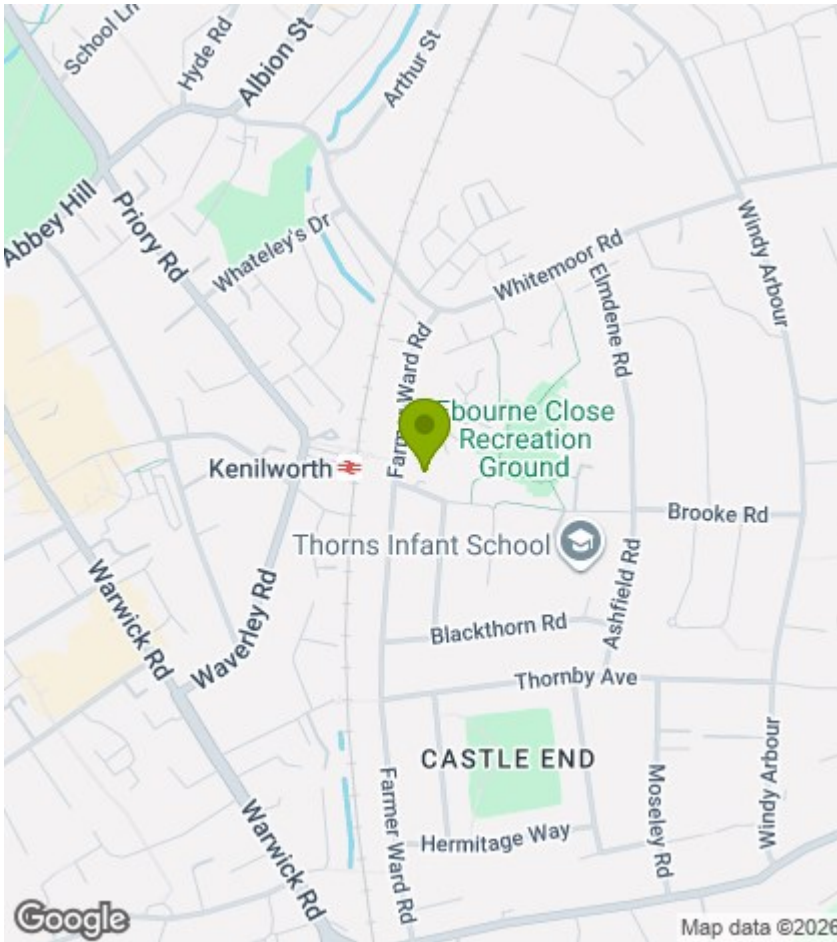 School Ln
Hyde Rd
Albion St
Arthur St
Abbey Hill
Priory Rd
Whateley's Dr
Whitemoor Rd
Windy Arbour
Elmdene Rd
Farmer Ward Rd
Ebourne Close
Recreation
Ground
Kenilworth
Brooke Rd
Thorns Infant School
Ashfield Rd
Warwick Rd
Waverley Rd
Blackthorn Rd
Thornby Ave
CASTLE END
Farmer Ward Rd
Moseley Rd
Windy Arbour
Hermitage Way
Warwick Rd
Google
Map data ©2026